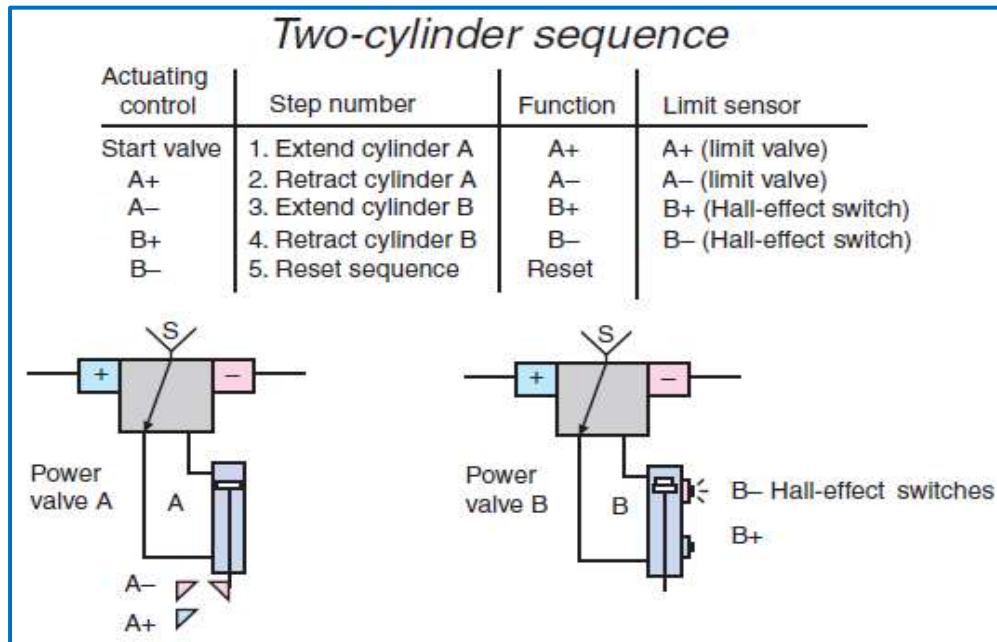 Two-cylinder sequence
Actuating control Step number Function Limit sensor
Start valve 1. Extend cylinder A A+ A+ (limit valve)
A+ 2. Retract cylinder A A– A– (limit valve)
A– 3. Extend cylinder B B+ B+ (Hall-effect switch)
B+ 4. Retract cylinder B B– B– (Hall-effect switch)
B– 5. Reset sequence Reset
S S
+ – + –
Power valve A
A
Power valve B
B
B– Hall-effect switches
B+
A–
A+